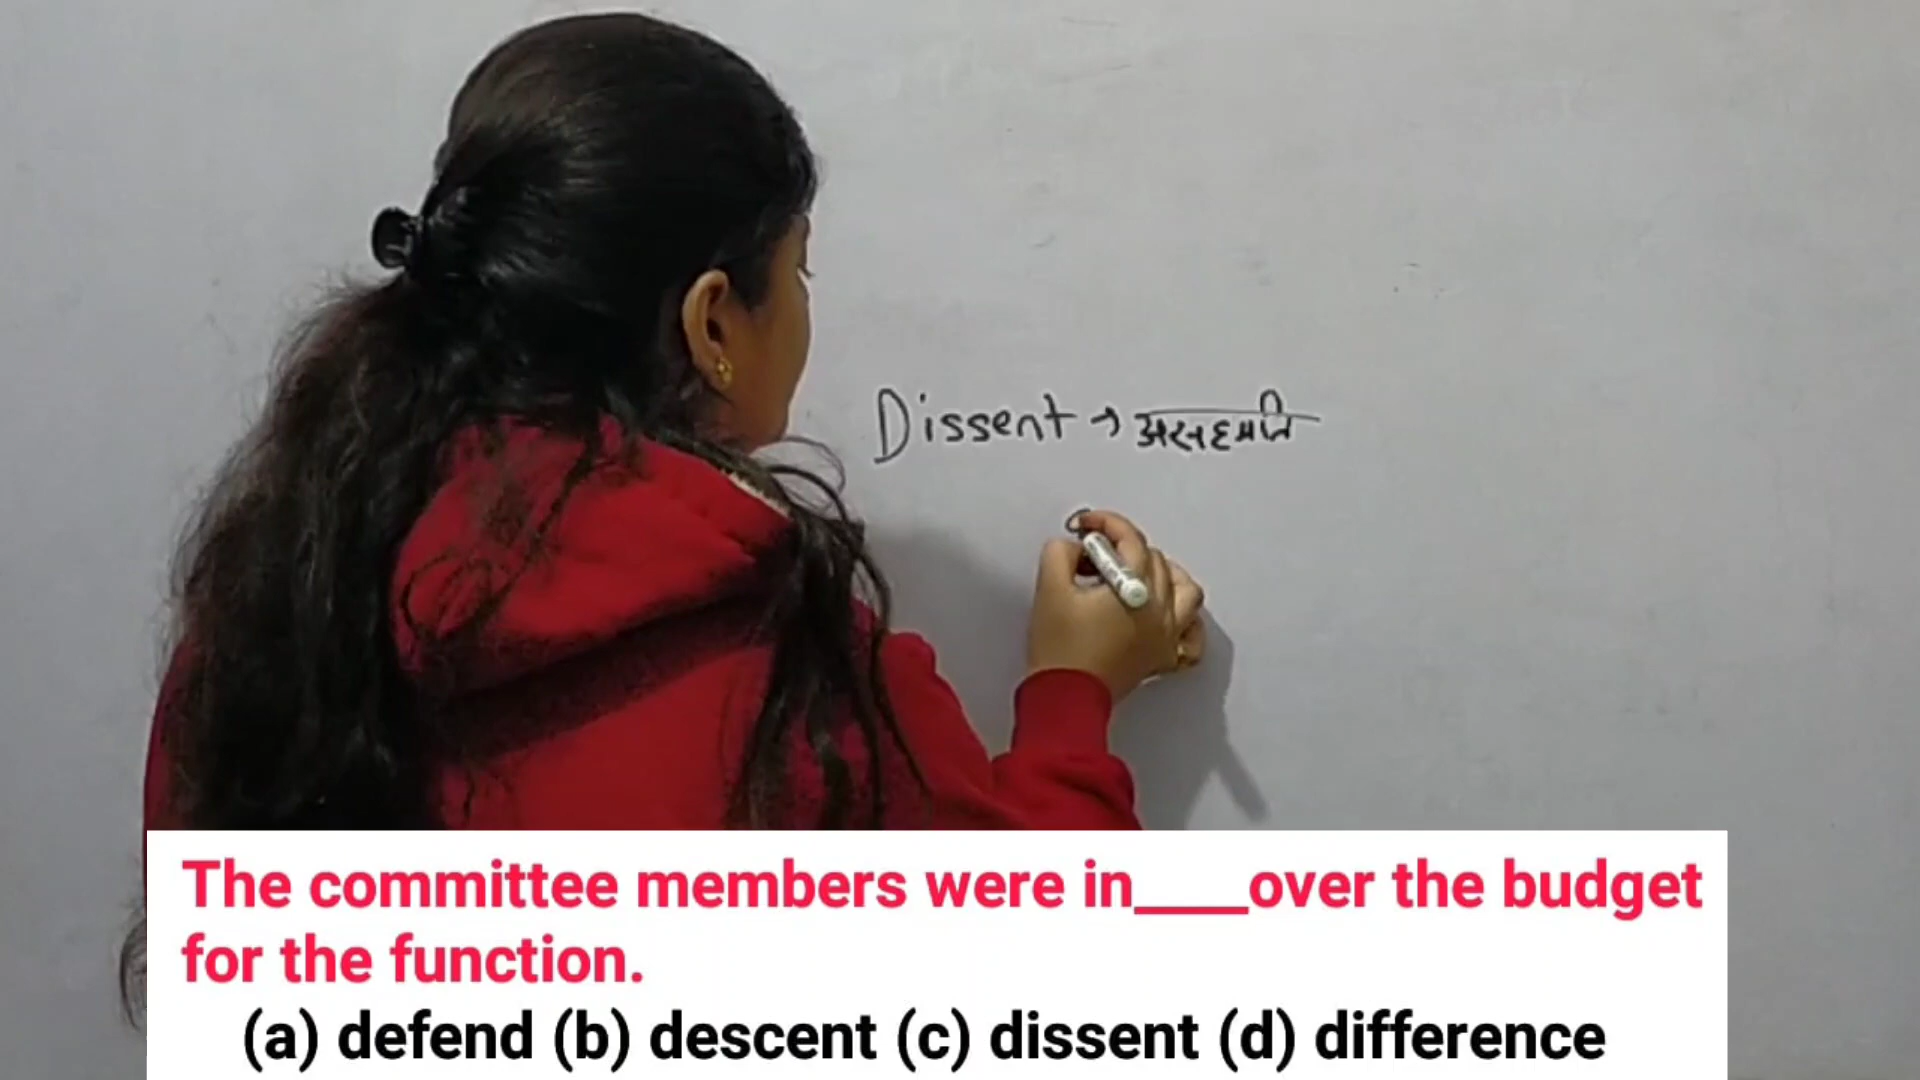 Dissent → असहमति
The committee members were in____over the budget
for the function.
(a) defend (b) descent (c) dissent (d) difference